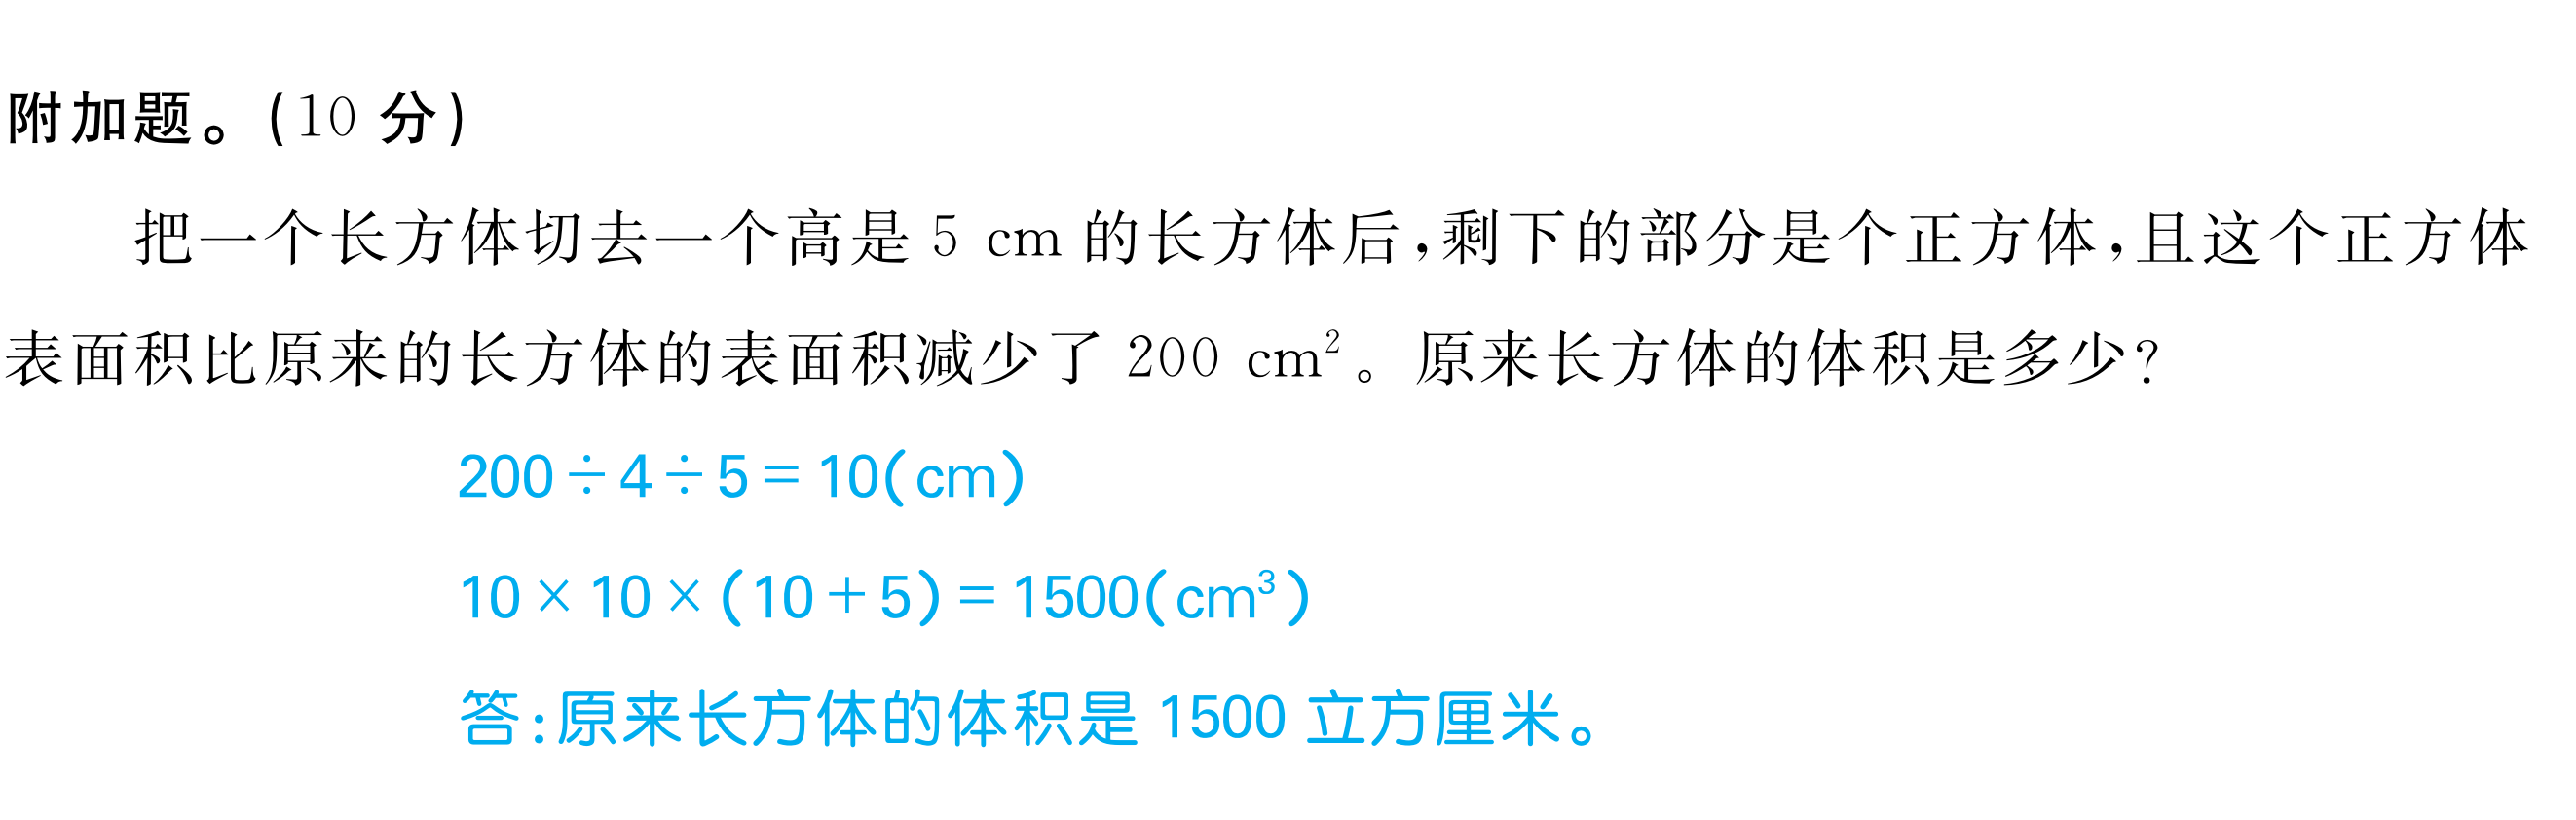 附加题。(10 分)
把一个长方体切去一个高是 5 cm 的长方体后,剩下的部分是个正方体,且这个正方体
表面积比原来的长方体的表面积减少了 200 cm²。原来长方体的体积是多少?
200÷4÷5=10(cm)
10×10×(10+5)=1500(cm³)
答:原来长方体的体积是 1500 立方厘米。